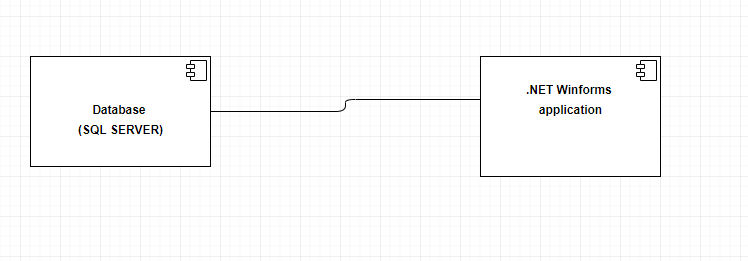 Database
(SQL SERVER)
.NET Winforms
application